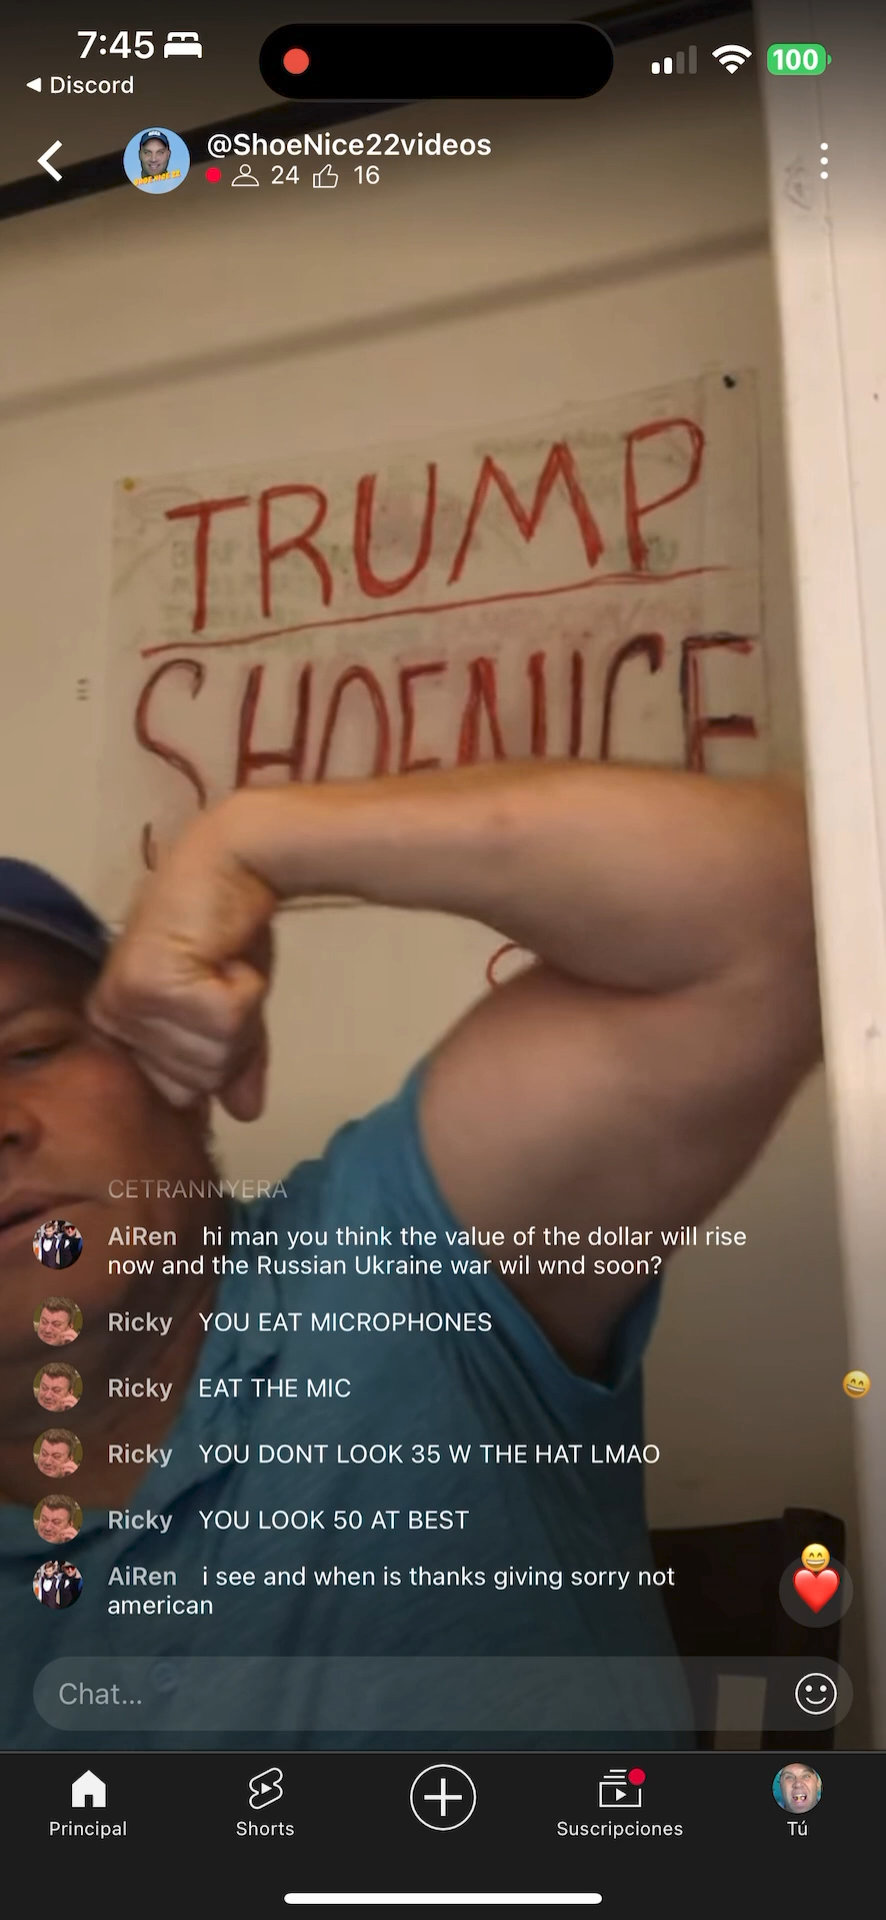 7:45
100
Discord
@ShoeNice22videos
24 16
TRUMP
SHOENICE
CETRANNYERA
AiRen hi man you think the value of the dollar will rise
now and the Russian Ukraine war wil wnd soon?
Ricky YOU EAT MICROPHONES
Ricky EAT THE MIC
Ricky YOU DONT LOOK 35 W THE HAT LMAO
Ricky YOU LOOK 50 AT BEST
AiRen i see and when is thanks giving sorry not
american
Chat...
Principal
Shorts
Suscripciones
Tú